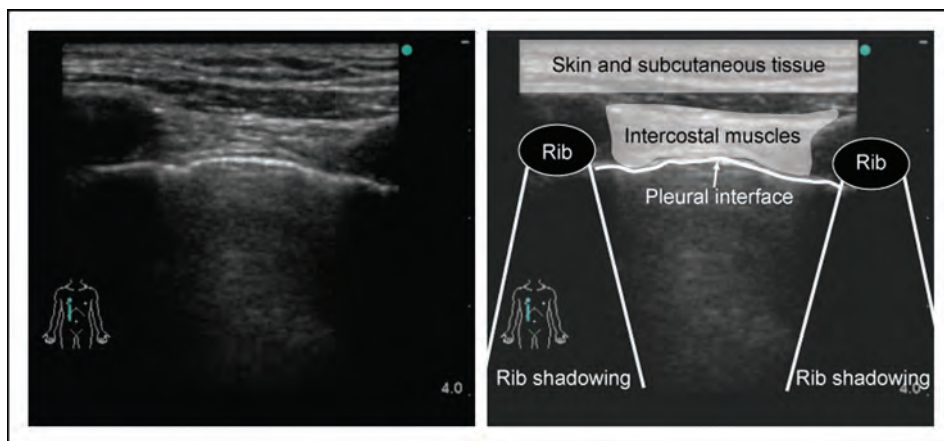 4.0
Skin and subcutaneous tissue
Intercostal muscles
Rib
Rib
Pleural interface
Rib shadowing
Rib shadowing
4.0